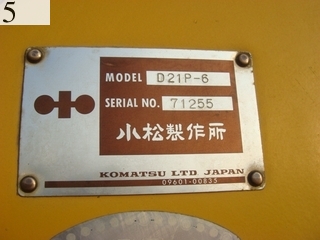 5
MODEL D21P-6
SERIAL NO. 71255
小松製作所
KOMATSU LTD JAPAN
09601-00835